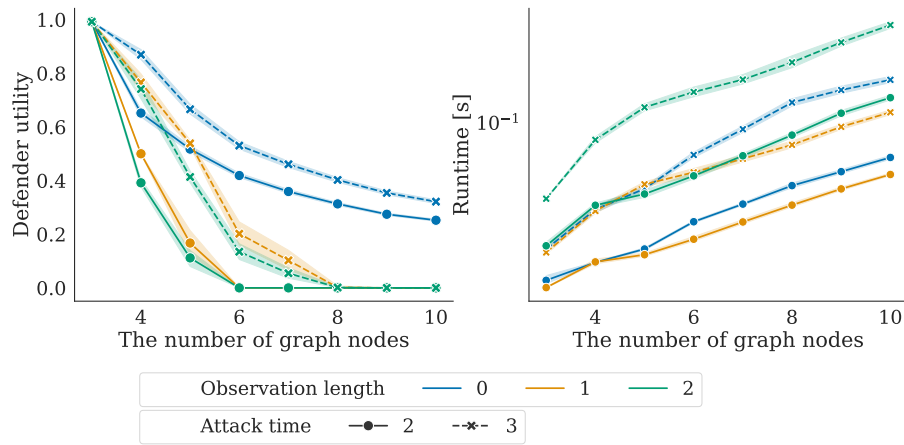 1.0
0.8
0.6
0.4
0.2
0.0
Defender utility
4 6 8 10
The number of graph nodes
10⁻¹
Runtime [s]
4 6 8 10
The number of graph nodes
Observation length 0 1 2
Attack time 2 3